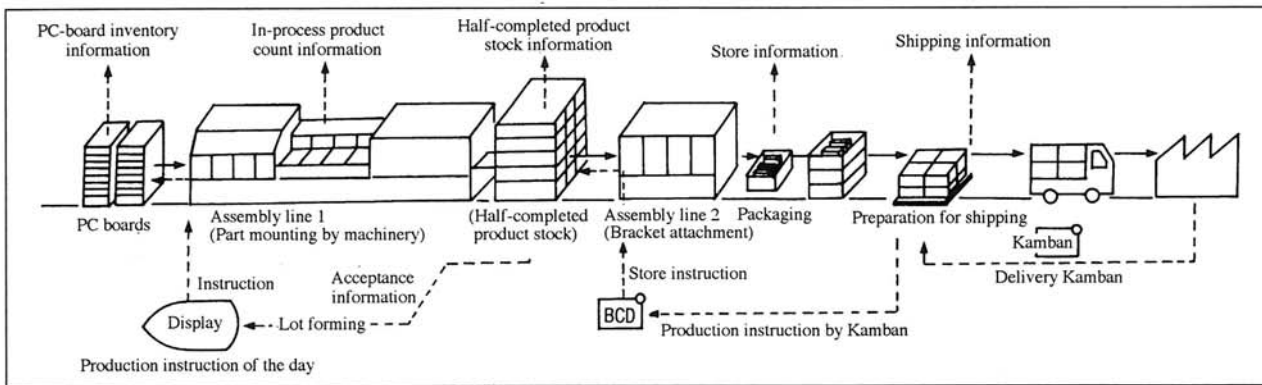 PC-board inventory
information
In-process product
count information
Half-completed product
stock information
Store information
Shipping information
PC boards
Assembly line 1
(Part mounting by machinery)
(Half-completed
product stock)
Assembly line 2
(Bracket attachment)
Packaging
Preparation for shipping
Kamban
Delivery Kamban
Instruction
Acceptance
information
Store instruction
Display
Lot forming
BCD
Production instruction by Kamban
Production instruction of the day